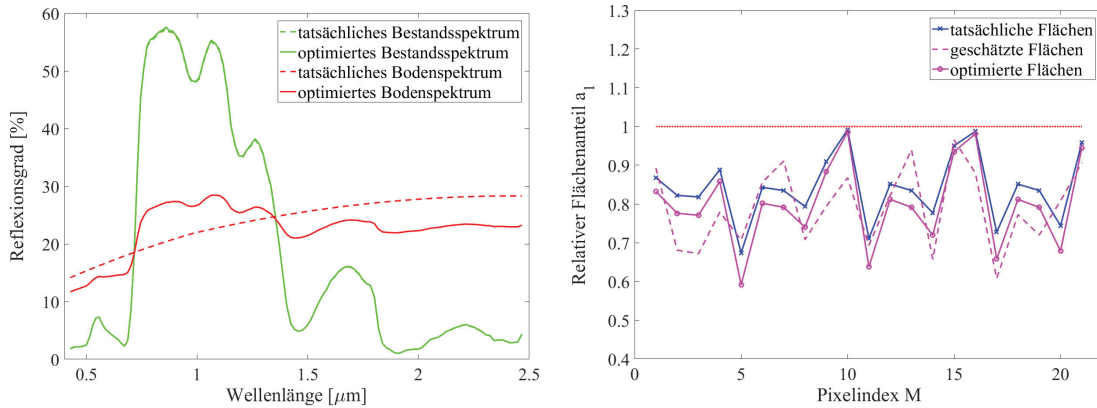 60
50
40
30
20
10
0
Reflexionsgrad [%]
tatsächliches Bestandsspektrum
optimiertes Bestandsspektrum
tatsächliches Bodenspektrum
optimiertes Bodenspektrum
0.5 1 1.5 2 2.5
Wellenlänge [μm]
1.3
1.2
1.1
1
0.9
0.8
0.7
0.6
0.5
0.4
Relativer Flächenanteil a₁
tatsächliche Flächen
geschätzte Flächen
optimierte Flächen
5 10 15 20
Pixelindex M